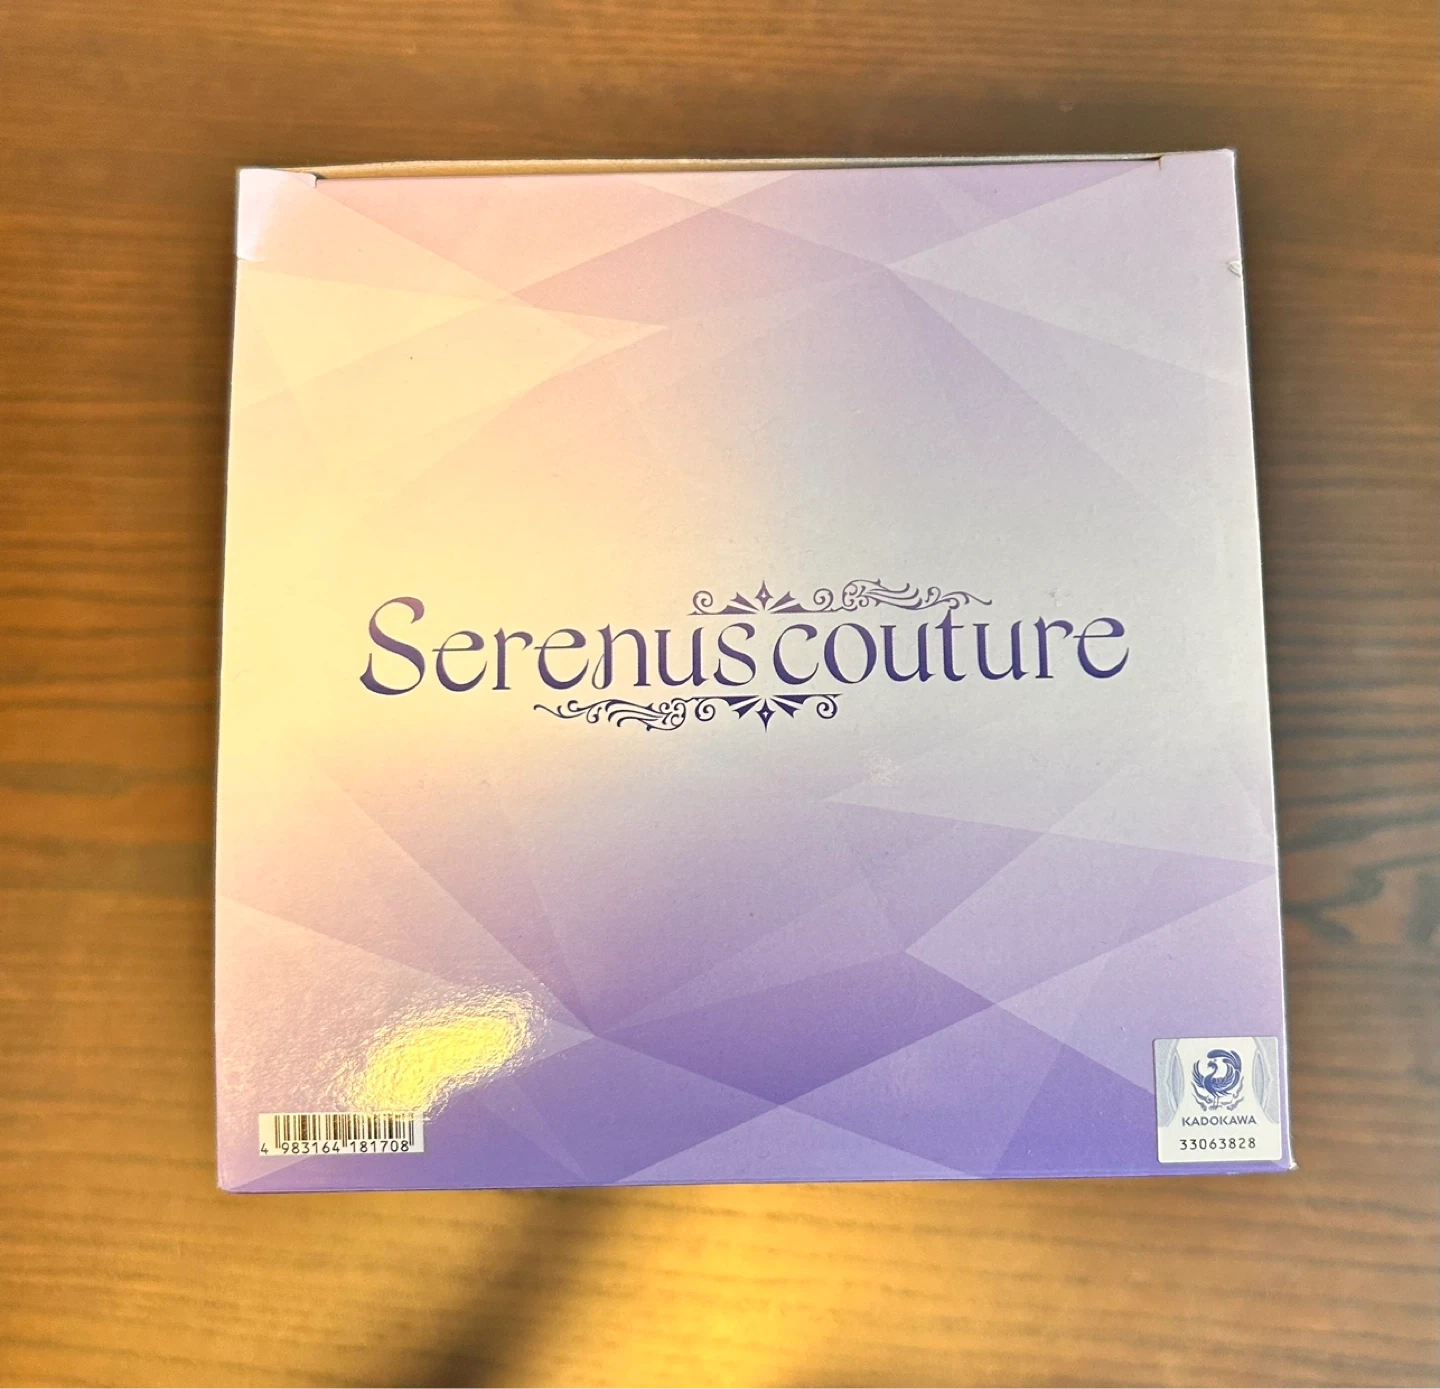 Serenus couture
4 983164 181708
KADOKAWA
33063828